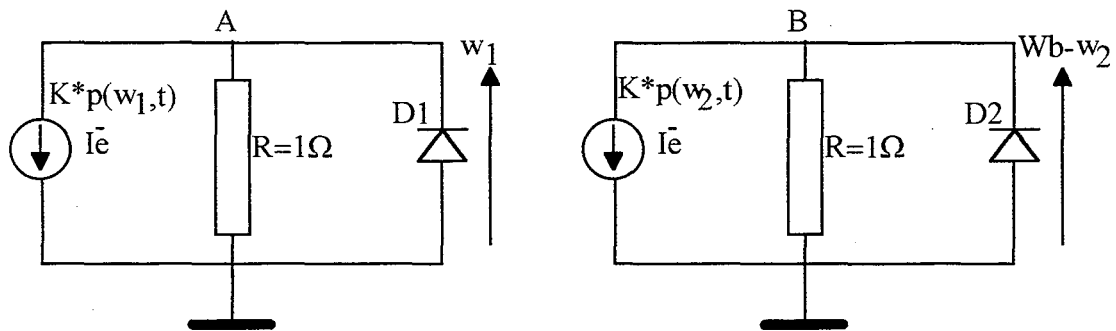 A
w1
K*p(w1,t)
Ie-
R=1Ω
D1
B
Wb-w2
K*p(w2,t)
Ie-
R=1Ω
D2